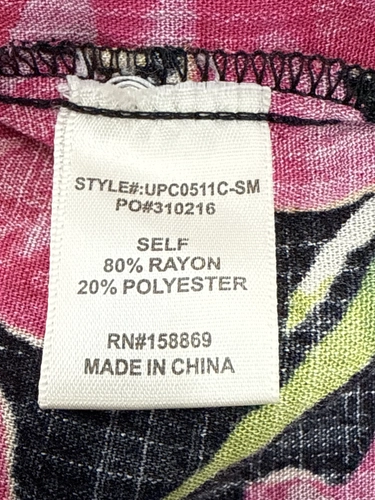 STYLE#:UPC0511C-SM
PO#310216
SELF
80% RAYON
20% POLYESTER
RN#158869
MADE IN CHINA